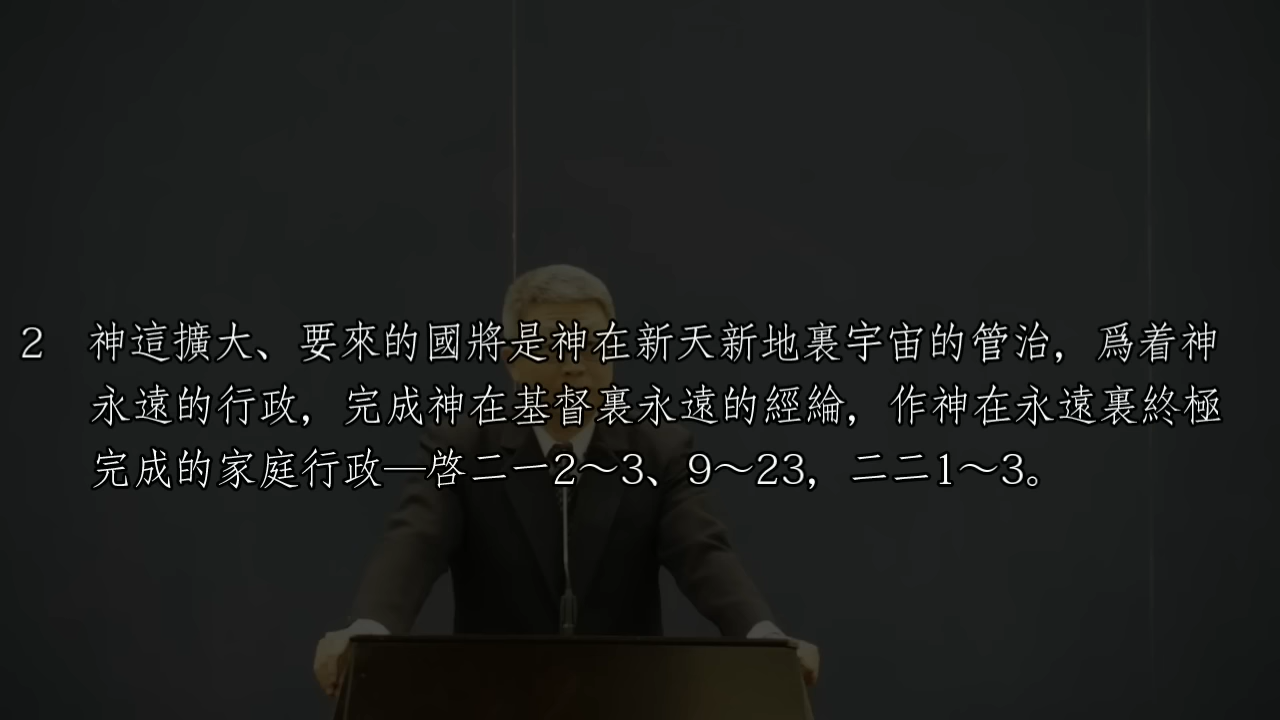 2 神這擴大、要來的國將是神在新天新地裏宇宙的管治，爲着神
永遠的行政，完成神在基督裏永遠的經綸，作神在永遠裏終極
完成的家庭行政—啓二一2～3、9～23，二二1～3。